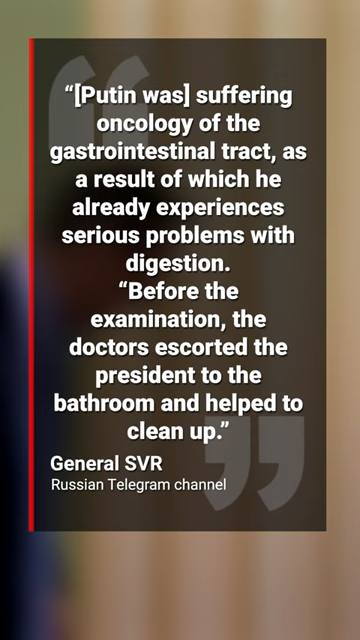 “[Putin was] suffering
oncology of the
gastrointestinal tract, as
a result of which he
already experiences
serious problems with
digestion.
“Before the
examination, the
doctors escorted the
president to the
bathroom and helped to
clean up.”
General SVR
Russian Telegram channel